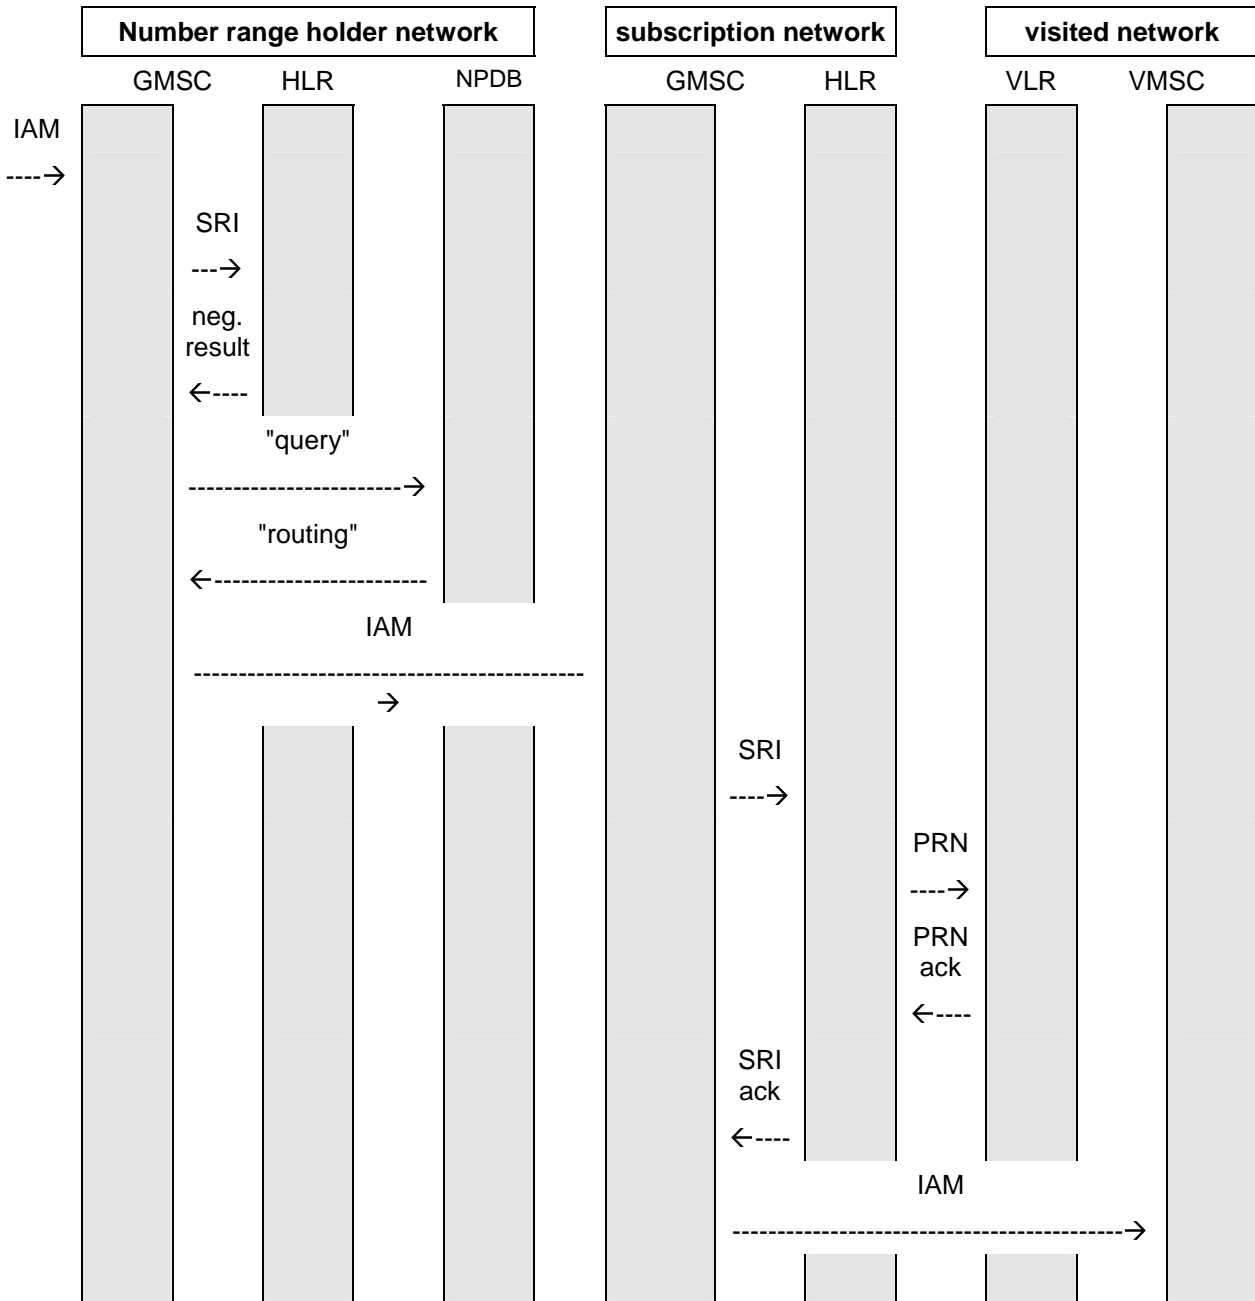 Number range holder network
subscription network
visited network
GMSC
HLR
NPDB
GMSC
HLR
VLR
VMSC
IAM
---->
SRI
--->
neg.
result
<----
"query"
------------------------>
"routing"
<------------------------
IAM
-------------------------------------------
>
SRI
---->
PRN
---->
PRN
ack
<----
SRI
ack
<----
IAM
------------------------------------------->